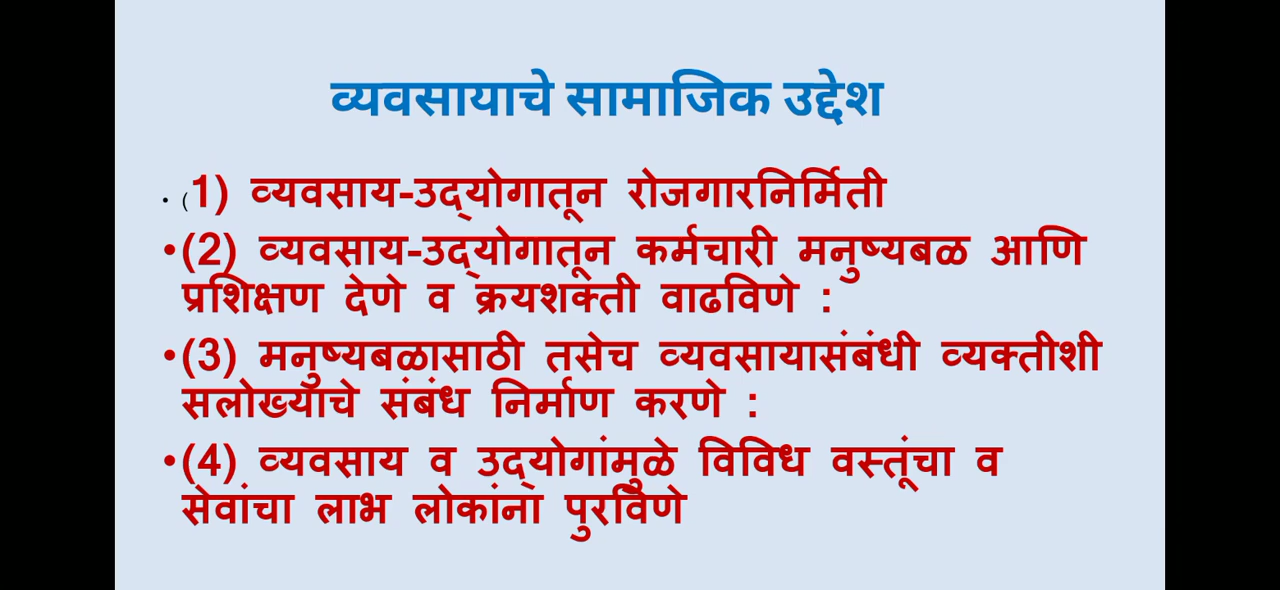 व्यवसायाचे सामाजिक उद्देश
• (1) व्यवसाय-उद्‌योगातून रोजगारनिर्मिती
•(2) व्यवसाय-उद्‌योगातून कर्मचारी मनुष्यबळ आणि
प्रशिक्षण देणे व क्रयशक्ती वाढविणे :
•(3) मनुष्यबळासाठी तसेच व्यवसायासंबंधी व्यक्तीशी
सलोख्याचे संबंध निर्माण करणे :
•(4) व्यवसाय व उद्‌योगांमुळे विविध वस्तूंचा व
सेवांचा लाभ लोकांना पुरविणे